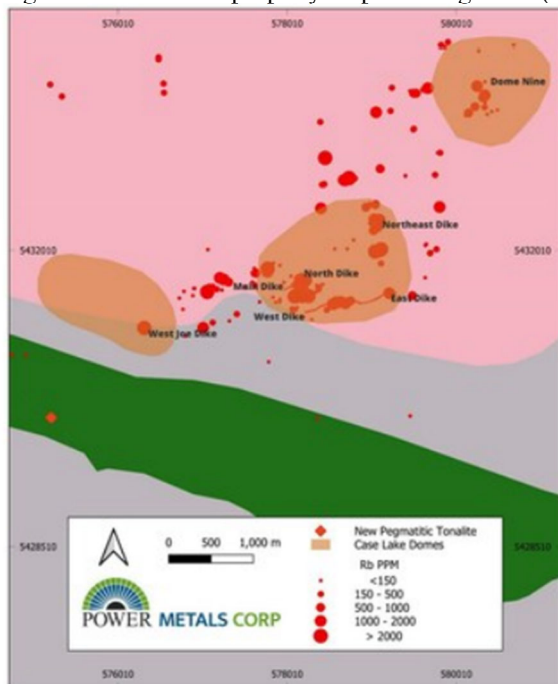 576010 578010 580010
Dome Nine
Northeast Dike
5432010 5432010
North Dike
Main Dike
East Dike
West Dike
West Joe Dike
5428510 5428510
New Pegmatitic Tonalite
Case Lake Domes
0 500 1,000 m
Rb PPM
<150
150 - 500
500 - 1000
1000 - 2000
> 2000
POWER METALS CORP
576010 578010 580010